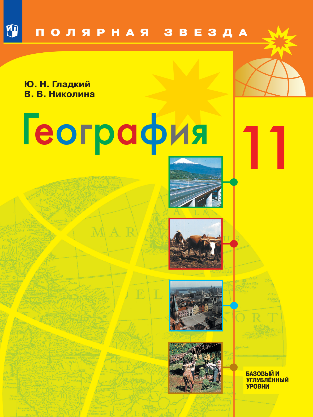 ПОЛЯРНАЯ ЗВЕЗДА
Ю. Н. Гладкий
В. В. Николина
География
11
БАЗОВЫЙ И
УГЛУБЛЁННЫЙ
УРОВНИ